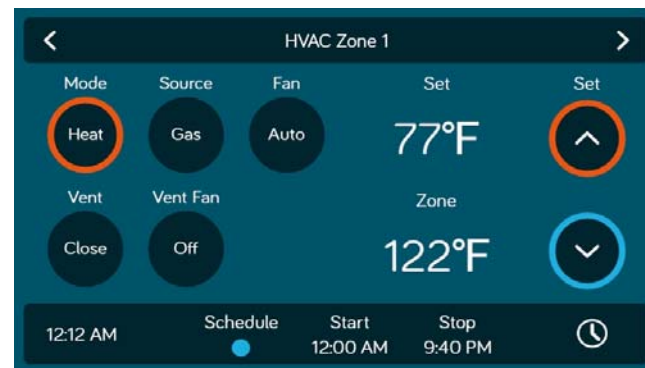 HVAC Zone 1
Mode Source Fan Set Set
Heat Gas Auto 77°F
Vent Vent Fan Zone
Close Off 122°F
Schedule Start Stop
12:12 AM 12:00 AM 9:40 PM